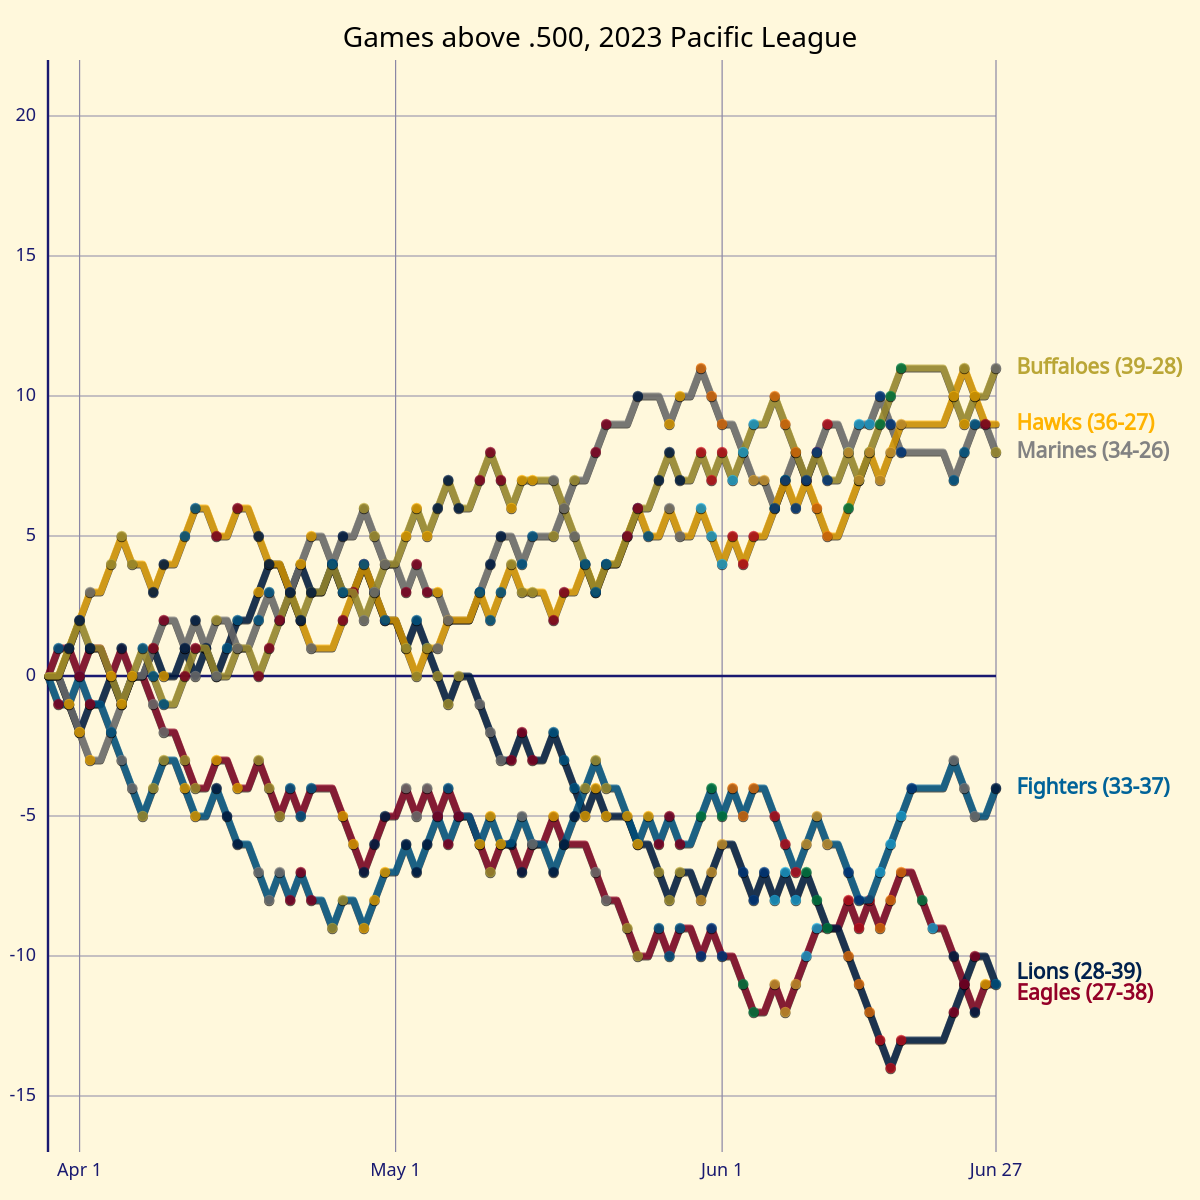 Games above .500, 2023 Pacific League
20
15
10
5
0
-5
-10
-15
Buffaloes (39-28)
Hawks (36-27)
Marines (34-26)
Fighters (33-37)
Lions (28-39)
Eagles (27-38)
Apr 1
May 1
Jun 1
Jun 27